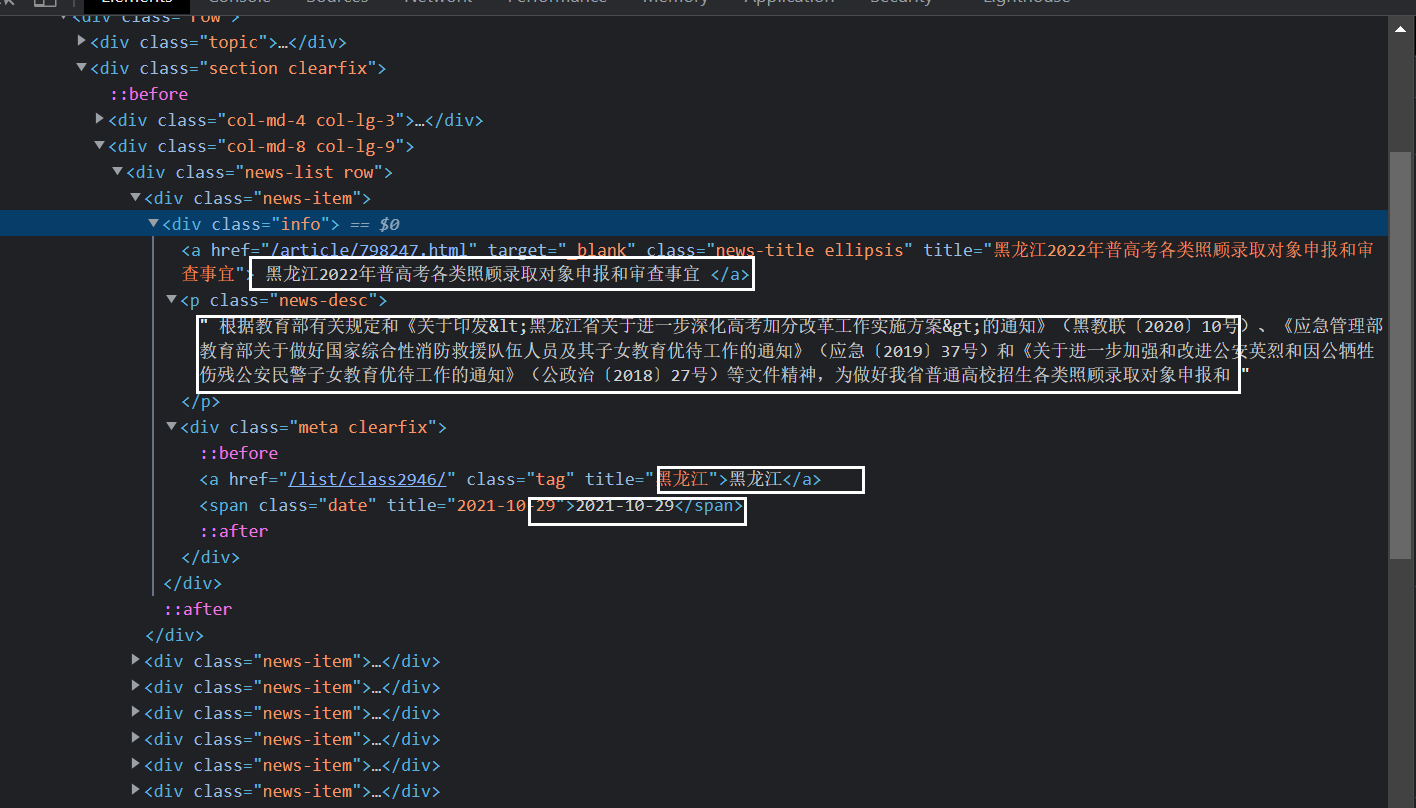 Elements Console Sources Network Performance Memory Application Security Lighthouse
<div class="row">
<div class="topic">…</div>
<div class="section clearfix">
::before
<div class="col-md-4 col-lg-3">…</div>
<div class="col-md-8 col-lg-9">
<div class="news-list row">
<div class="news-item">
<div class="info"> == $0
<a href="/article/798247.html" target="_blank" class="news-title ellipsis" title="黑龙江2022年普高考各类照顾录取对象申报和审
查事宜"> 黑龙江2022年普高考各类照顾录取对象申报和审查事宜 </a>
<p class="news-desc">
" 根据教育部有关规定和《关于印发&lt;黑龙江省关于进一步深化高考加分改革工作实施方案&gt;的通知》（黑教联〔2020〕10号）、《应急管理部
教育部关于做好国家综合性消防救援队伍人员及其子女教育优待工作的通知》（应急〔2019〕37号）和《关于进一步加强和改进公安英烈和因公牺牲
伤残公安民警子女教育优待工作的通知》（公政治〔2018〕27号）等文件精神，为做好我省普通高校招生各类照顾录取对象申报和 "
</p>
<div class="meta clearfix">
::before
<a href="/list/class2946/" class="tag" title="黑龙江">黑龙江</a>
<span class="date" title="2021-10-29">2021-10-29</span>
::after
</div>
</div>
::after
</div>
<div class="news-item">…</div>
<div class="news-item">…</div>
<div class="news-item">…</div>
<div class="news-item">…</div>
<div class="news-item">…</div>
<div class="news-item">…</div>